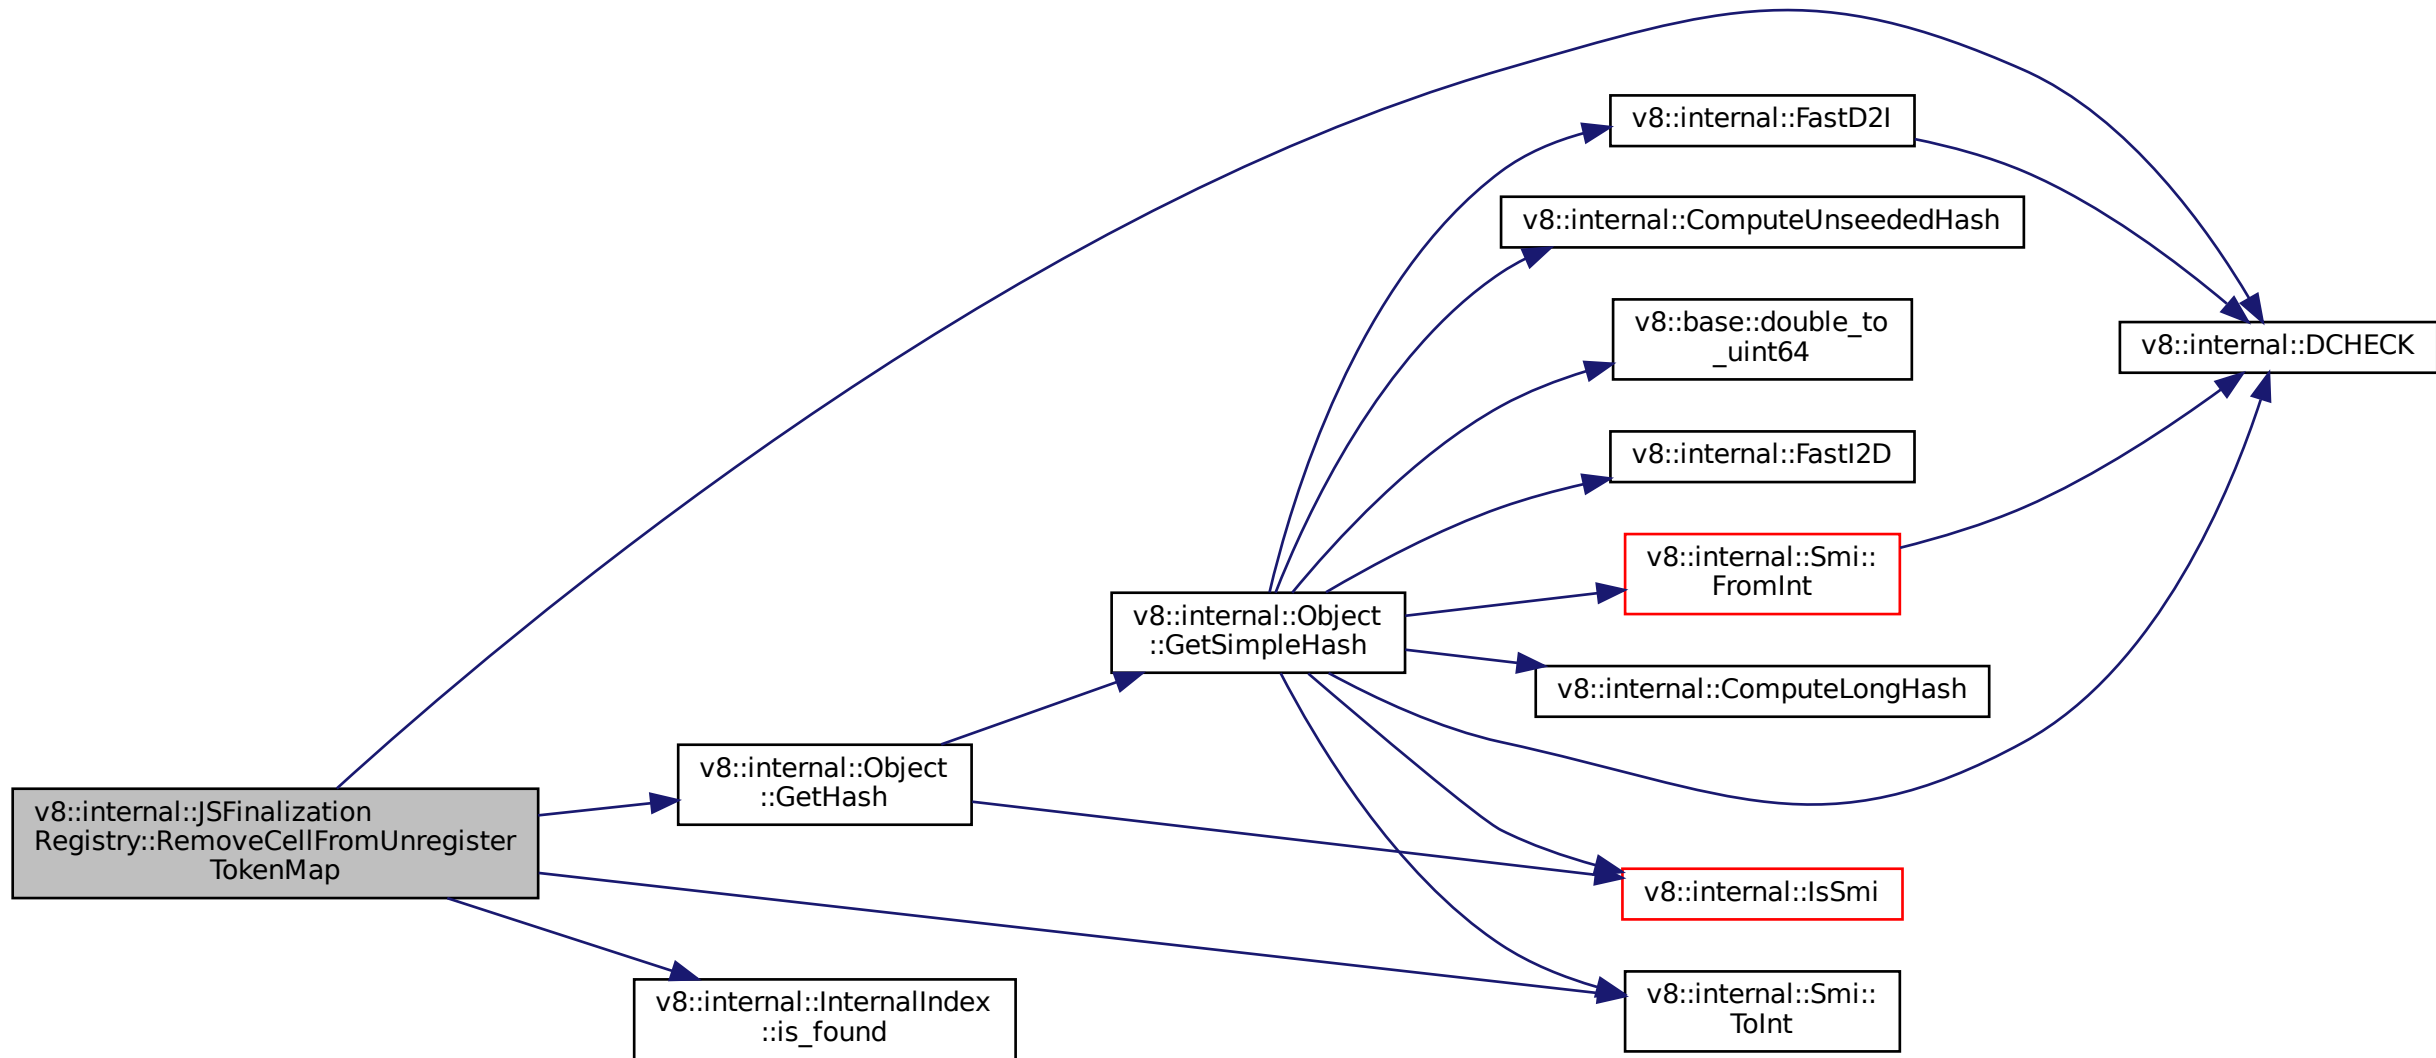 v8::internal::JSFinalization
Registry::RemoveCellFromUnregister
TokenMap
v8::internal::Object
::GetHash
v8::internal::InternalIndex
::is_found
v8::internal::Object
::GetSimpleHash
v8::internal::FastD2I
v8::internal::ComputeUnseededHash
v8::base::double_to
_uint64
v8::internal::FastI2D
v8::internal::Smi::
FromInt
v8::internal::ComputeLongHash
v8::internal::IsSmi
v8::internal::Smi::
ToInt
v8::internal::DCHECK